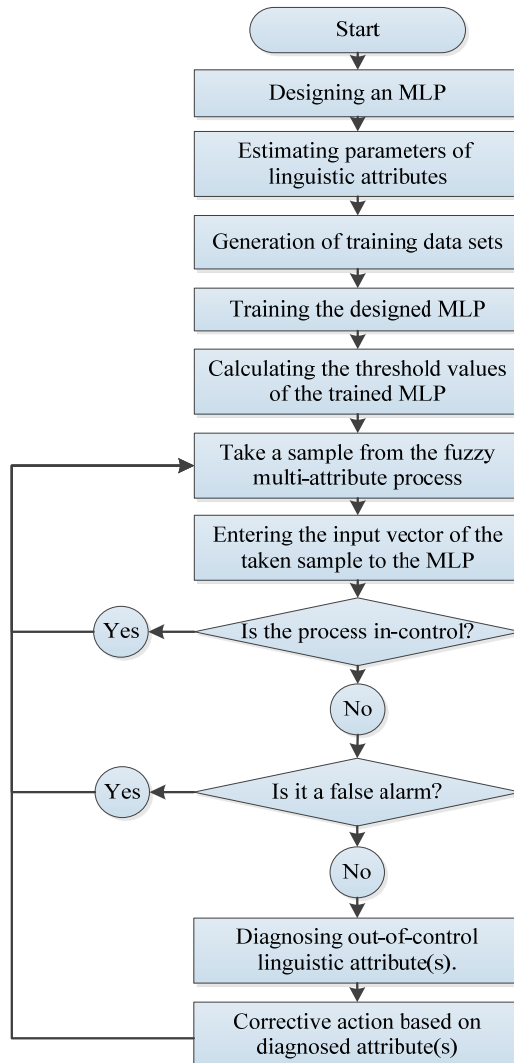 Start
Designing an MLP
Estimating parameters of
linguistic attributes
Generation of training data sets
Training the designed MLP
Calculating the threshold values
of the trained MLP
Take a sample from the fuzzy
multi-attribute process
Entering the input vector of the
taken sample to the MLP
Yes
Is the process in-control?
No
Yes
Is it a false alarm?
No
Diagnosing out-of-control
linguistic attribute(s).
Corrective action based on
diagnosed attribute(s)